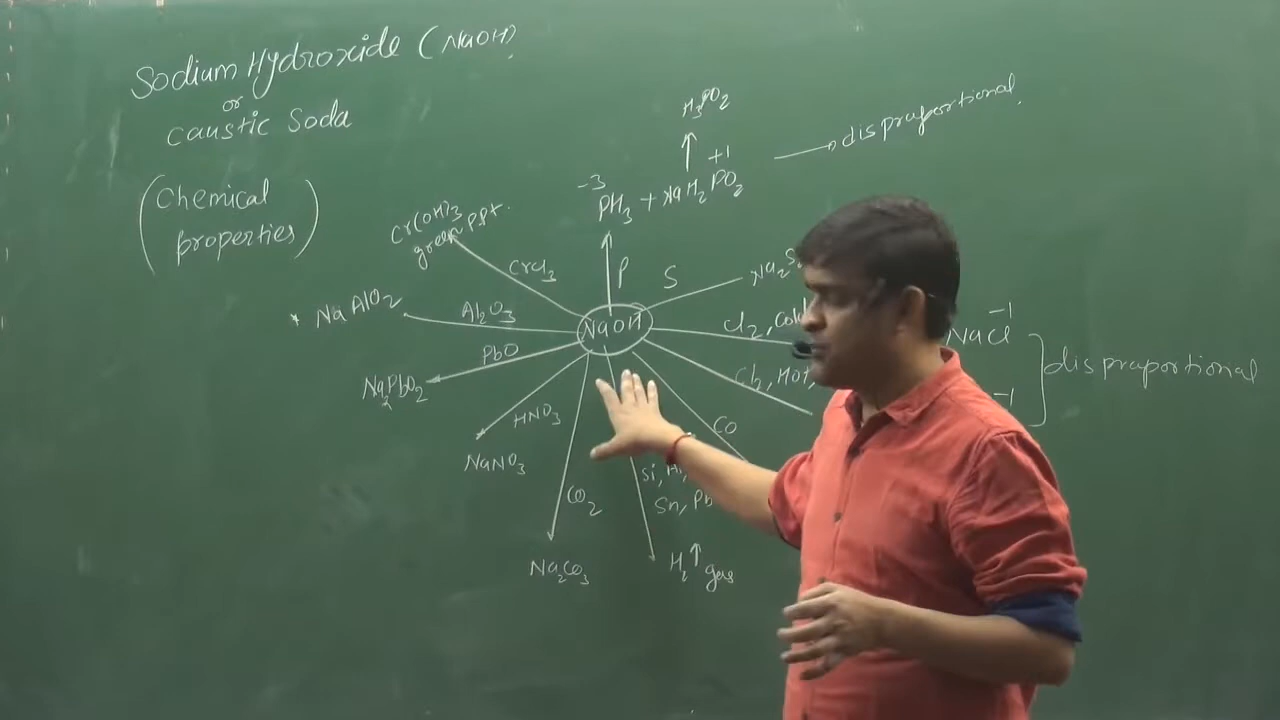 Sodium Hydroxide (NaOH)
or
Caustic Soda
(Chemical
properties)
H3PO2
+1
→ disproportional
-3
PH3 + NaH2PO2
Cr(OH)3
green ppt.
CrCl3
P
S
NaAlO2
Al2O3
NaOH
Cl2, Cold
NaCl -1
disproportional
PbO
Na2PbO2
Cl2, Hot,
-1
HNO3
CO
NaNO3
Si,
Sn, Pb
CO2
Na2CO3
H2↑ gas